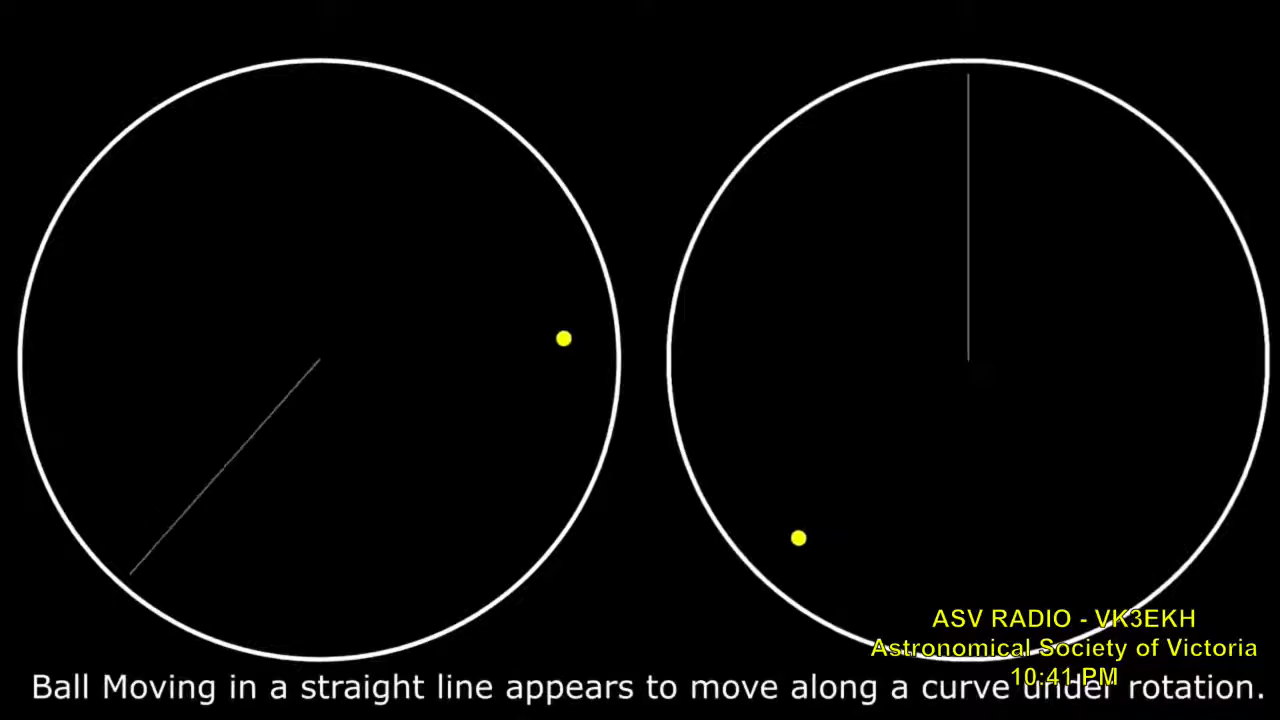 ASV RADIO - VK3EKH
Astronomical Society of Victoria
10:41 PM
Ball Moving in a straight line appears to move along a curve under rotation.